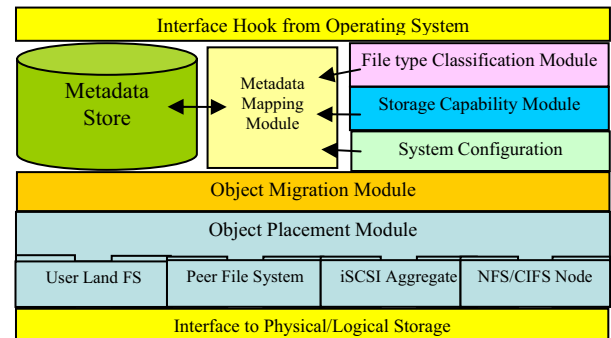 Interface Hook from Operating System
Metadata
Store
Metadata
Mapping
Module
File type Classification Module
Storage Capability Module
System Configuration
Object Migration Module
Object Placement Module
User Land FS
Peer File System
iSCSI Aggregate
NFS/CIFS Node
Interface to Physical/Logical Storage